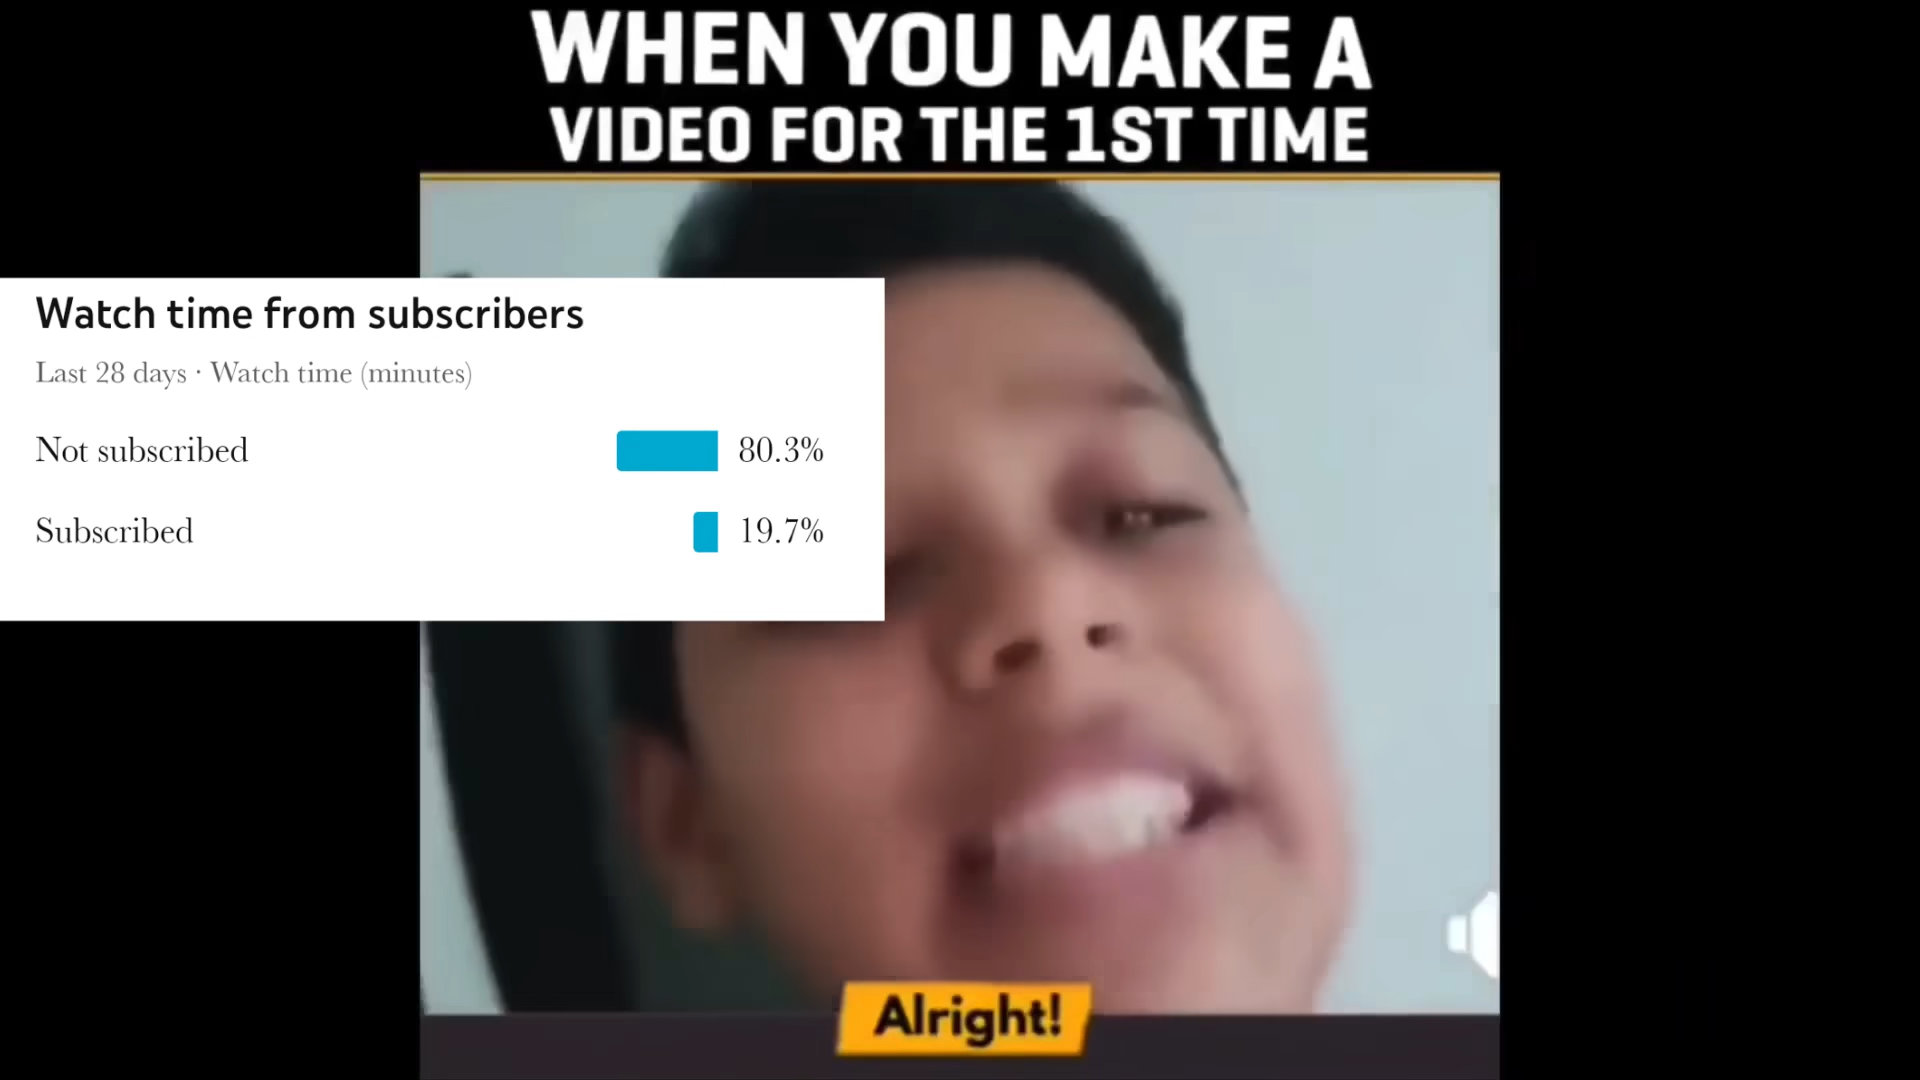 WHEN YOU MAKE A
VIDEO FOR THE 1ST TIME
Watch time from subscribers
Last 28 days · Watch time (minutes)
Not subscribed 80.3%
Subscribed 19.7%
Alright!